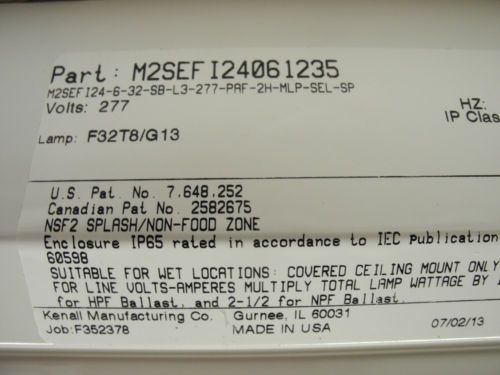 Part: M2SEFI24061235
M2SEFI24-6-32-SB-L3-277-PAF-2H-MLP-SEL-SP
Volts: 277
HZ:
IP Clas
Lamp: F32T8/G13
U.S. Pat. No. 7,648,252
Canadian Pat No. 2582675
NSF2 SPLASH/NON-FOOD ZONE
Enclosure IP65 rated in accordance to IEC Publication
60598
SUITABLE FOR WET LOCATIONS: COVERED CEILING MOUNT ONLY
FOR LINE VOLTS-AMPERES MULTIPLY TOTAL LAMP WATTAGE BY
for HPF Ballast, and 2-1/2 for NPF Ballast.
Kenall Manufacturing Co. Gurnee, IL 60031
Job:F352378 MADE IN USA 07/02/13